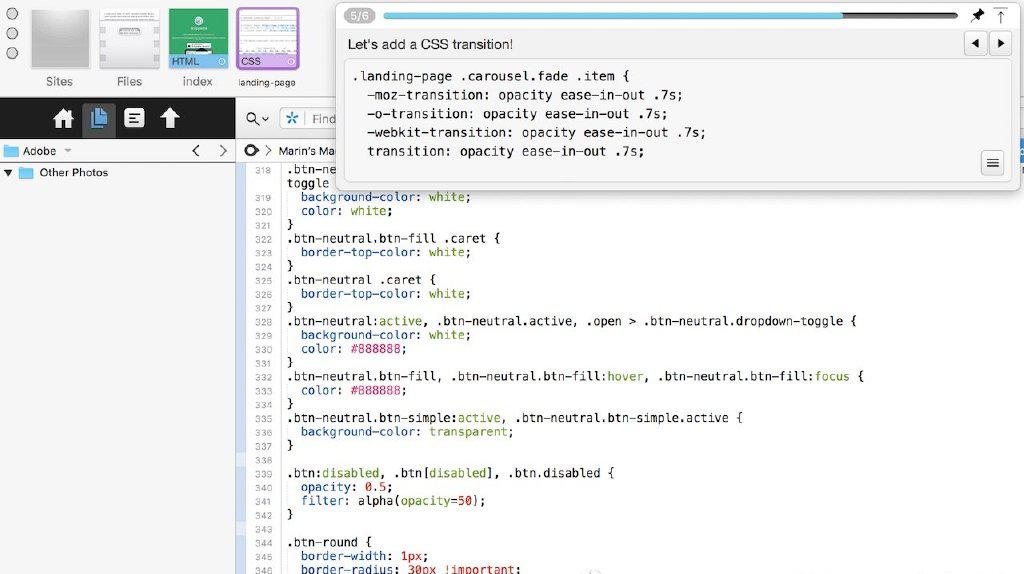 5/6
Let's add a CSS transition!
.landing-page .carousel.fade .item {
-moz-transition: opacity ease-in-out .7s;
-o-transition: opacity ease-in-out .7s;
-webkit-transition: opacity ease-in-out .7s;
transition: opacity ease-in-out .7s;
HTML
CSS
Sites
Files
index
landing-page
Find
Adobe
Marin's Ma
Other Photos
318 .btn-ne
toggle
319 background-color: white;
320 color: white;
321 }
322 .btn-neutral.btn-fill .caret {
323 border-top-color: white;
324 }
325 .btn-neutral .caret {
326 border-top-color: white;
327 }
328 .btn-neutral:active, .btn-neutral.active, .open > .btn-neutral.dropdown-toggle {
329 background-color: white;
330 color: #888888;
331 }
332 .btn-neutral.btn-fill, .btn-neutral.btn-fill:hover, .btn-neutral.btn-fill:focus {
333 color: #888888;
334 }
335 .btn-neutral.btn-simple:active, .btn-neutral.btn-simple.active {
336 background-color: transparent;
337 }
338
339 .btn:disabled, .btn[disabled], .btn.disabled {
340 opacity: 0.5;
341 filter: alpha(opacity=50);
342 }
343
344 .btn-round {
345 border-width: 1px;
346 border-radius: 30px !important;